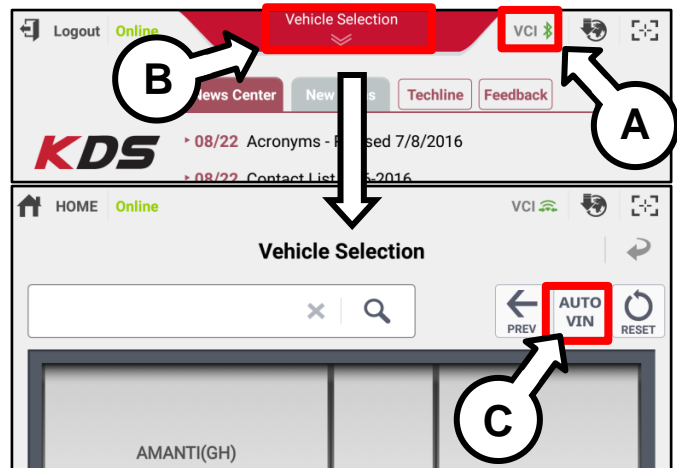 Logout Online Vehicle Selection VCI
B
A
News Center New Techline Feedback
KDS
08/22 Acronyms - 7/8/2016
08/22 Contact List
HOME Online VCI
Vehicle Selection
PREV AUTO VIN RESET
C
AMANTI(GH)